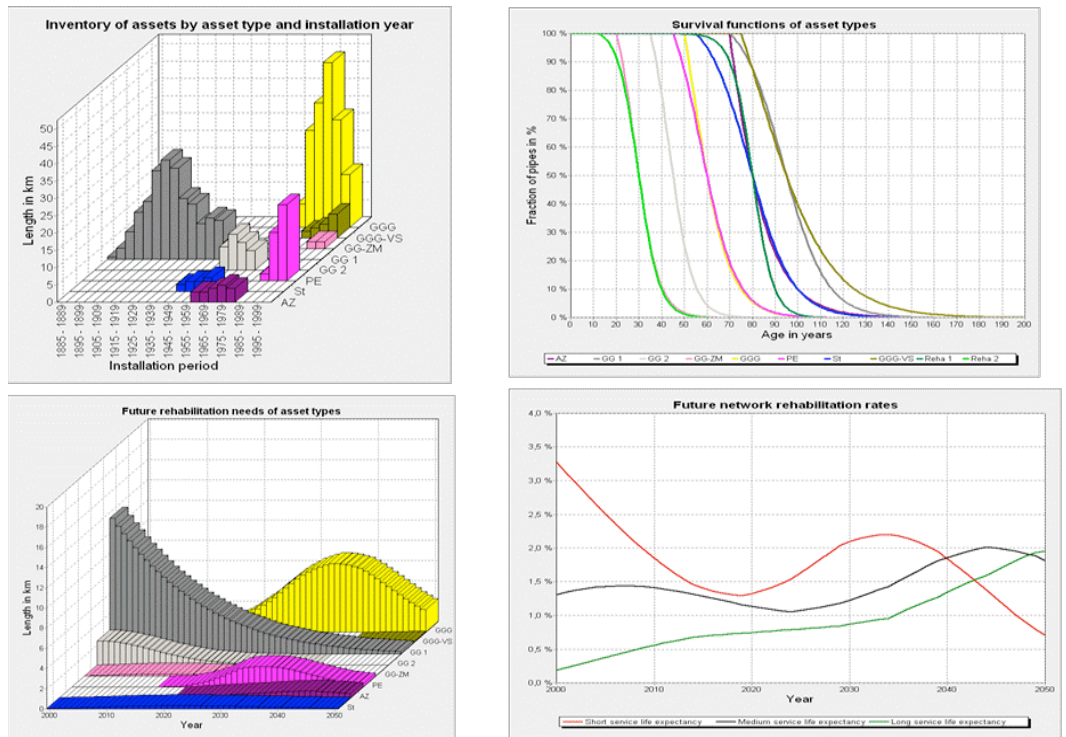 Inventory of assets by asset type and installation year
Length in km
50
45
40
35
30
25
20
15
10
5
0
GGG
GGG-VS
GG-ZM
GG 1
GG 2
PE
St
AZ
1885 - 1889
1895 - 1899
1905 - 1909
1915 - 1919
1925 - 1929
1935 - 1939
1945 - 1949
1955 - 1959
1965 - 1969
1975 - 1979
1985 - 1989
1995 - 1999
Installation period
Survival functions of asset types
Fraction of pipes in %
100 %
90 %
80 %
70 %
60 %
50 %
40 %
30 %
20 %
10 %
0 %
0 10 20 30 40 50 60 70 80 90 100 110 120 130 140 150 160 170 180 190 200
Age in years
AZ GG 1 GG 2 GG-ZM GGG PE St GGG-VS Reha 1 Reha 2
Future rehabilitation needs of asset types
Length in km
20
18
16
14
12
10
8
6
4
2
0
GGG
GGG-VS
GG 1
GG 2
GG-ZM
PE
AZ
St
2000 2010 2020 2030 2040 2050
Year
Future network rehabilitation rates
4,0 %
3,5 %
3,0 %
2,5 %
2,0 %
1,5 %
1,0 %
0,5 %
0,0 %
2000 2010 2020 2030 2040 2050
Year
Short service life expectancy Medium service life expectancy Long service life expectancy